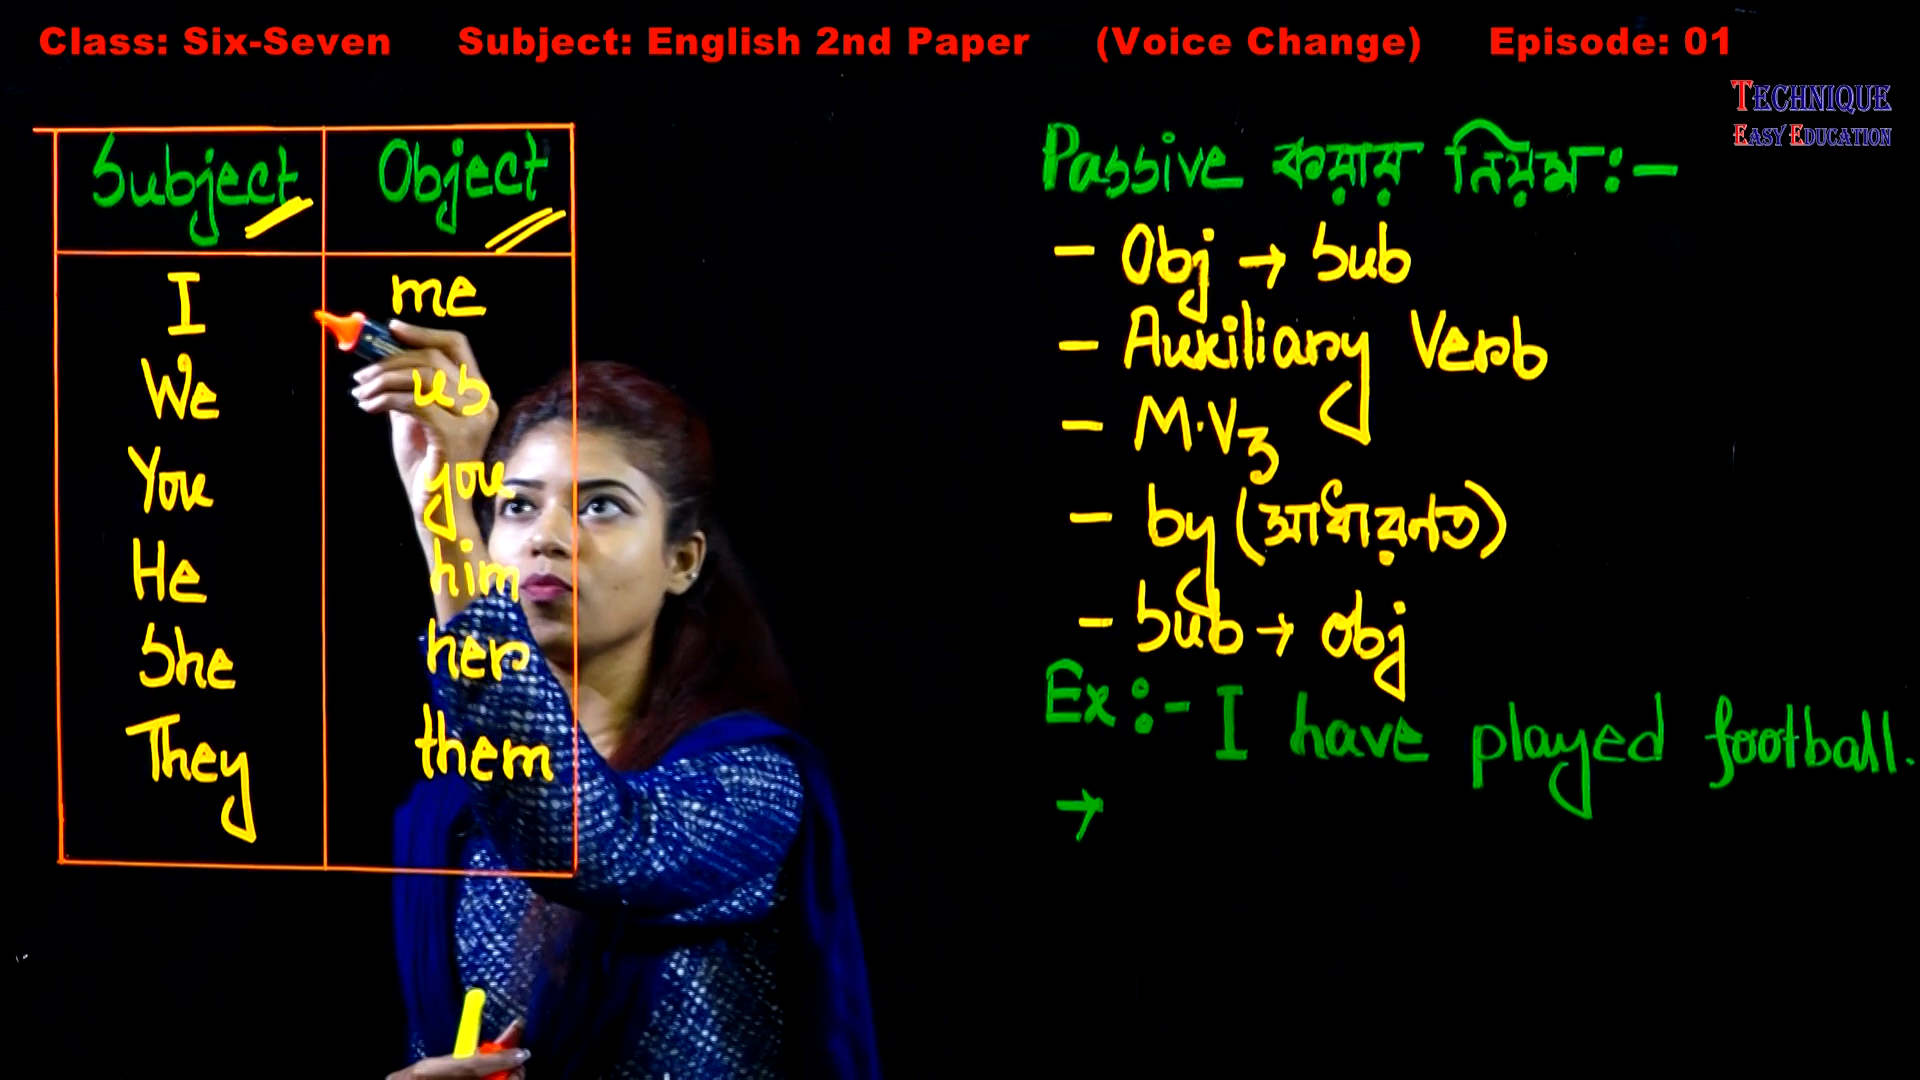 Class: Six-Seven Subject: English 2nd Paper (Voice Change) Episode: 01
TECHNIQUE
EASY EDUCATION
Subject Object
I me
We us
You you
He him
She her
They them
Passive করার নিয়ম:-
- Obj → Sub
- Auxiliary Verb
- M.V3
- by (সাধারনত)
- Sub → Obj
Ex :- I have played football.
→